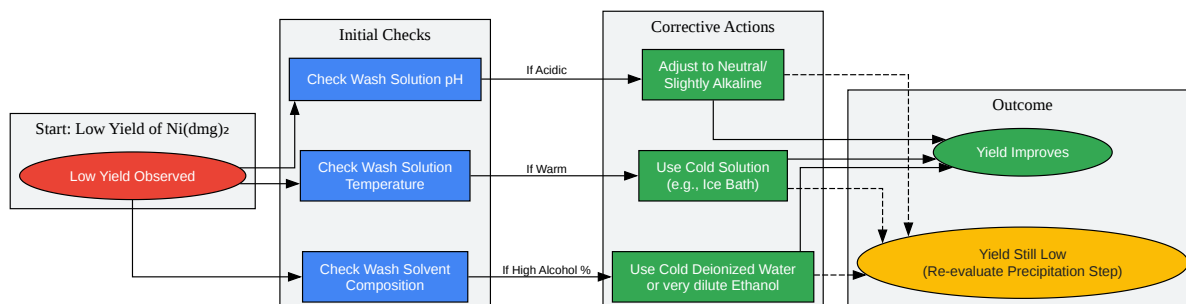 Start: Low Yield of Ni(dmg)₂
Low Yield Observed
Initial Checks
Check Wash Solution pH
Check Wash Solution
Temperature
Check Wash Solvent
Composition
If Acidic
If Warm
If High Alcohol %
Corrective Actions
Adjust to Neutral/
Slightly Alkaline
Use Cold Solution
(e.g., Ice Bath)
Use Cold Deionized Water
or very dilute Ethanol
Outcome
Yield Improves
Yield Still Low
(Re-evaluate Precipitation Step)